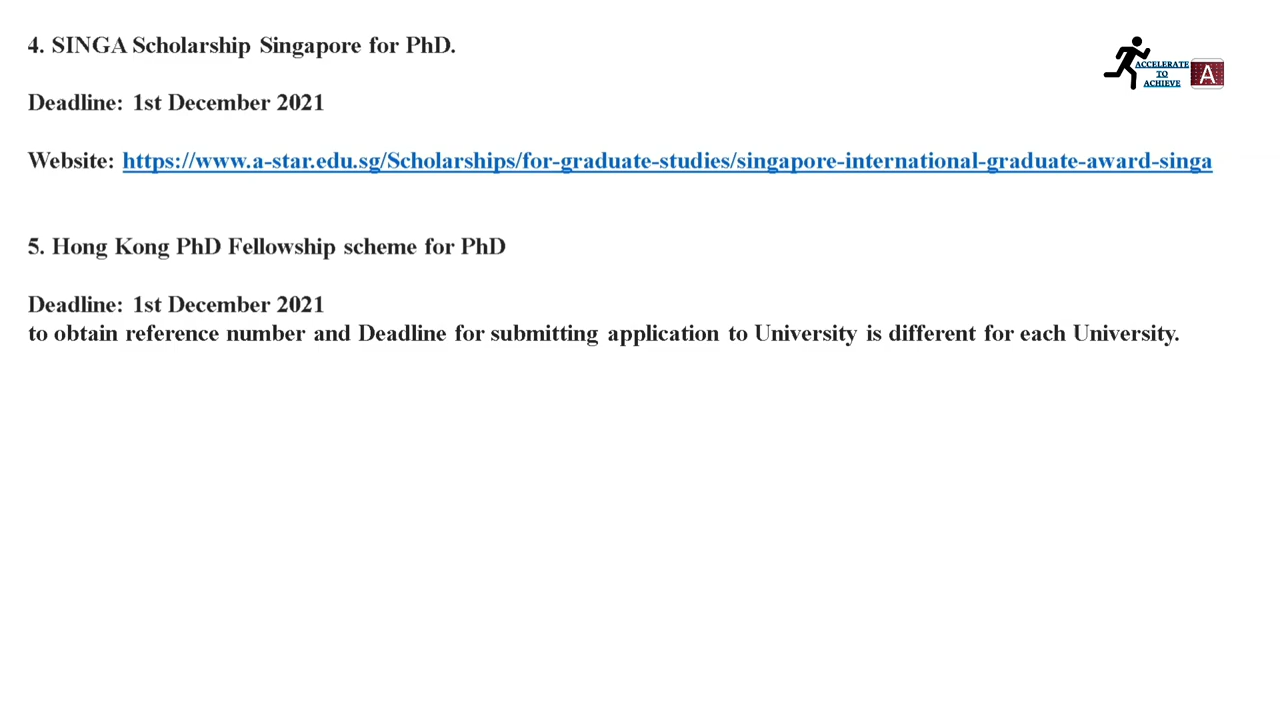 4. SINGA Scholarship Singapore for PhD.
ACCELERATE
TO
ACHIEVE
A
Deadline: 1st December 2021
Website: https://www.a-star.edu.sg/Scholarships/for-graduate-studies/singapore-international-graduate-award-singa
5. Hong Kong PhD Fellowship scheme for PhD
Deadline: 1st December 2021
to obtain reference number and Deadline for submitting application to University is different for each University.